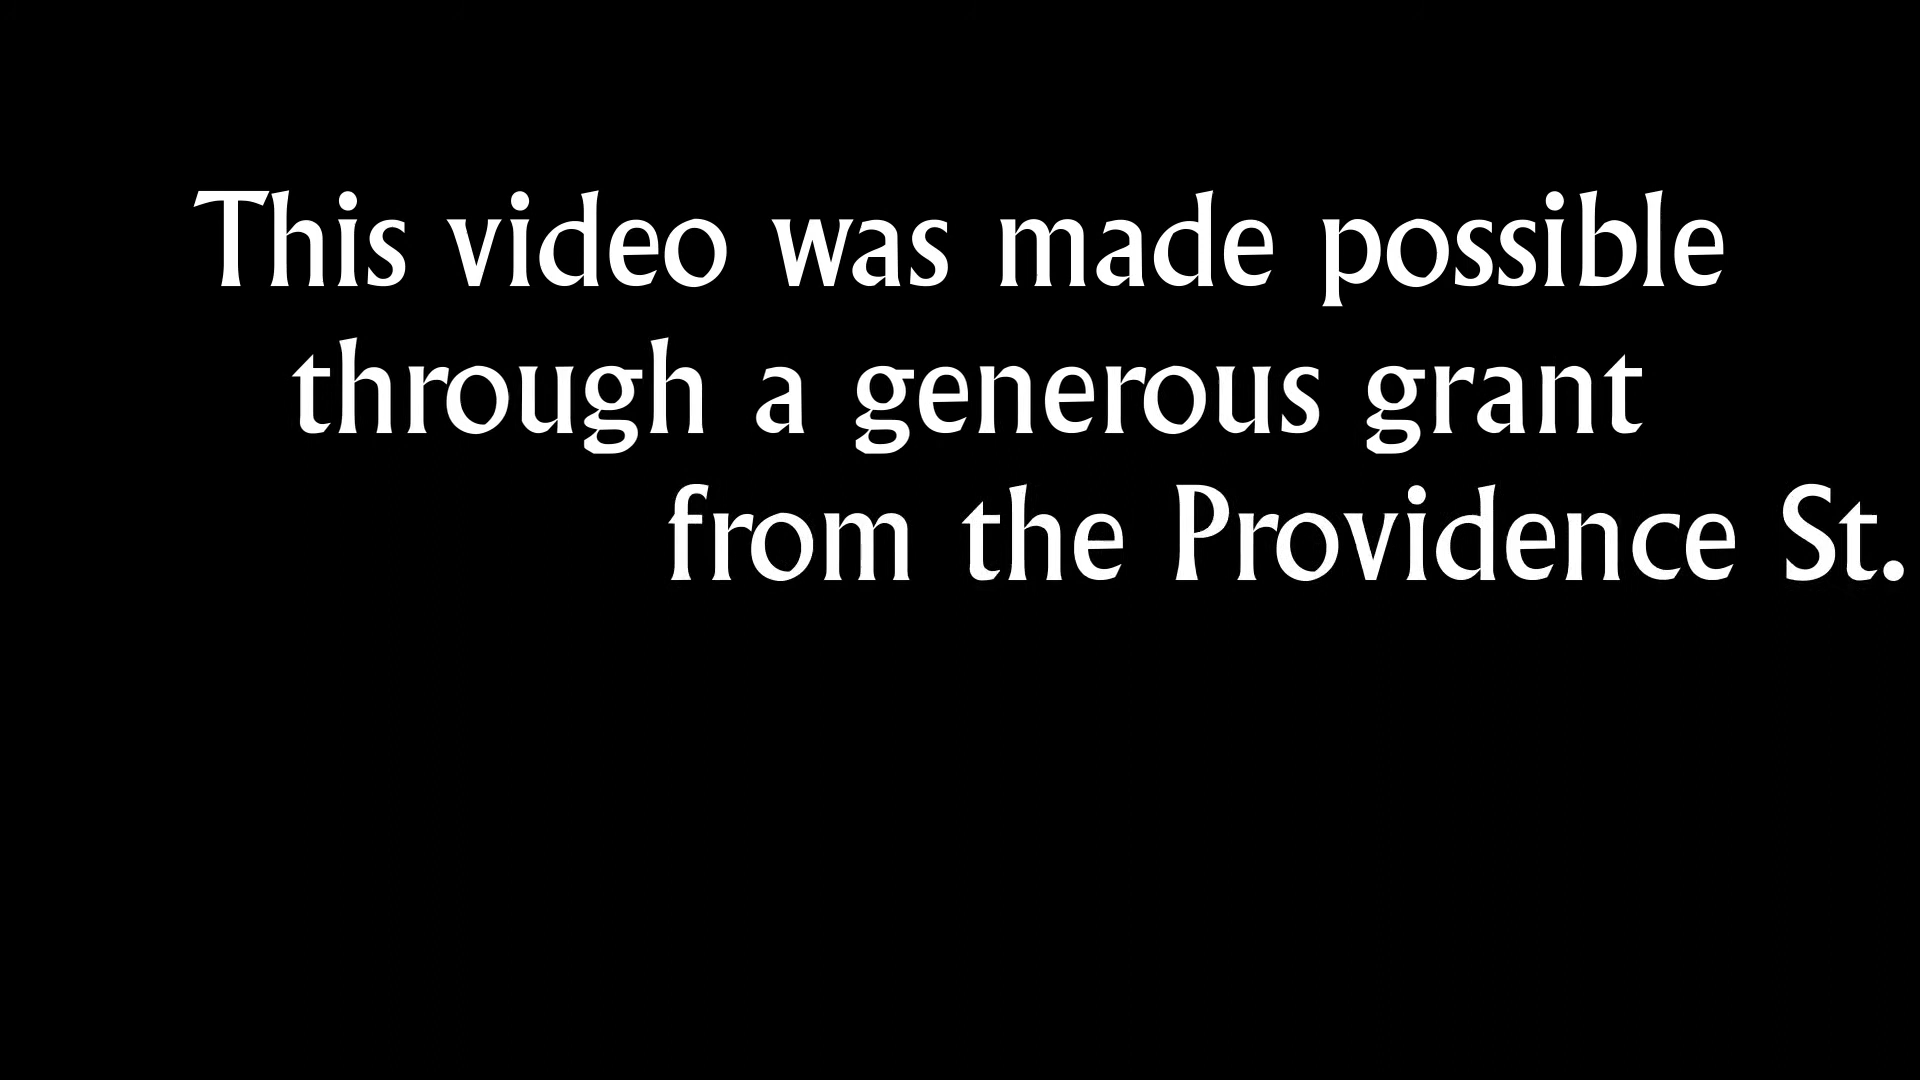 This video was made possible
through a generous grant
from the Providence St.